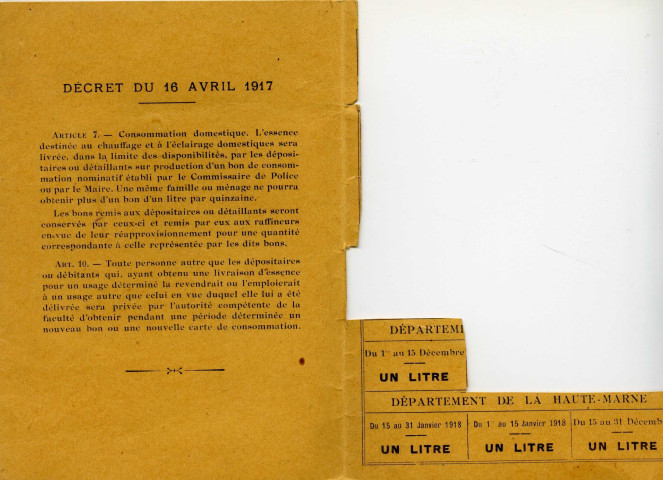 DÉCRET DU 16 AVRIL 1917
ARTICLE 7. — Consommation domestique. L'essence
destinée au chauffage et à l'éclairage domestiques sera
livrée, dans la limite des disponibilités, par les déposi-
taires ou détaillants sur production d'un bon de consom-
mation nominatif établi par le Commissaire de Police
ou par le Maire. Une même famille ou ménage ne pourra
obtenir plus d'un bon d'un litre par quinzaine.
Les bons remis aux dépositaires ou détaillants seront
conservés par ceux-ci et remis par eux aux raffineurs
en vue de leur réapprovisionnement pour une quantité
correspondante à celle représentée par les dits bons.
ART. 10. — Toute personne autre que les dépositaires
ou débitants qui, ayant obtenu une livraison d'essence
pour un usage déterminé la revendrait ou l'emploierait
à un usage autre que celui en vue duquel elle lui a été
délivrée sera privée par l'autorité compétente de la
faculté d'obtenir pendant une période déterminée un
nouveau bon ou une nouvelle carte de consommation.
DÉPARTEM
Du 1er au 15 Décembre
UN LITRE
DÉPARTEMENT DE LA HAUTE-MARNE
Du 15 au 31 Janvier 1918
UN LITRE
Du 1er au 15 Janvier 1918
UN LITRE
Du 15 au 31 Décemb
UN LITRE